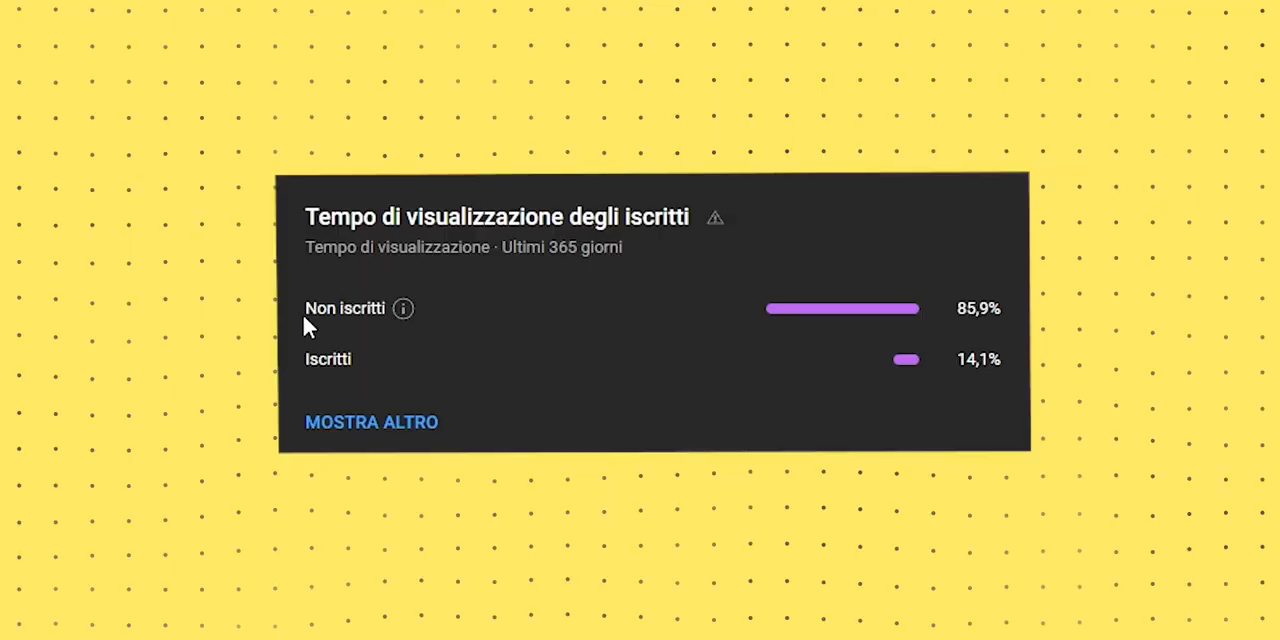 Tempo di visualizzazione degli iscritti
Tempo di visualizzazione · Ultimi 365 giorni
Non iscritti 85,9%
Iscritti 14,1%
MOSTRA ALTRO